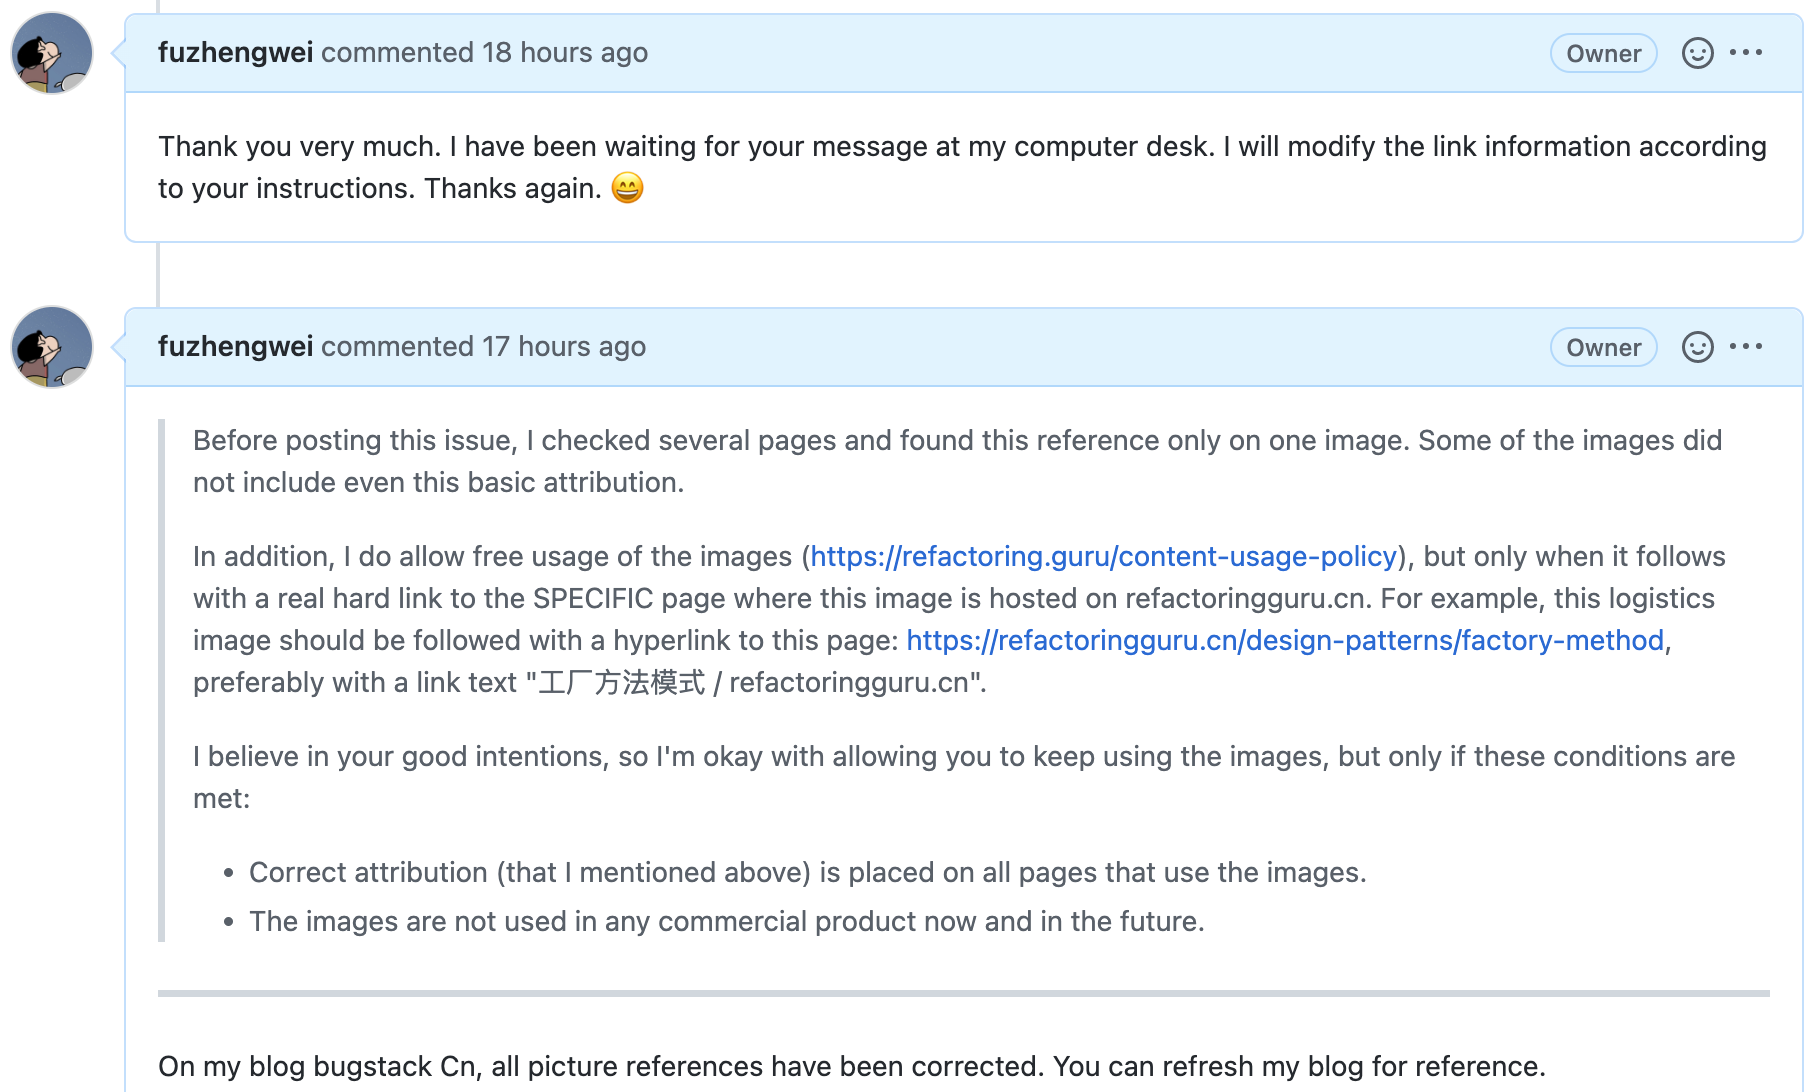 fuzhengwei commented 18 hours ago
Owner
Thank you very much. I have been waiting for your message at my computer desk. I will modify the link information according
to your instructions. Thanks again. 😄
fuzhengwei commented 17 hours ago
Owner
Before posting this issue, I checked several pages and found this reference only on one image. Some of the images did
not include even this basic attribution.
In addition, I do allow free usage of the images (https://refactoring.guru/content-usage-policy), but only when it follows
with a real hard link to the SPECIFIC page where this image is hosted on refactoringguru.cn. For example, this logistics
image should be followed with a hyperlink to this page: https://refactoringguru.cn/design-patterns/factory-method,
preferably with a link text "工厂方法模式 / refactoringguru.cn".
I believe in your good intentions, so I'm okay with allowing you to keep using the images, but only if these conditions are
met:
• Correct attribution (that I mentioned above) is placed on all pages that use the images.
• The images are not used in any commercial product now and in the future.
On my blog bugstack Cn, all picture references have been corrected. You can refresh my blog for reference.